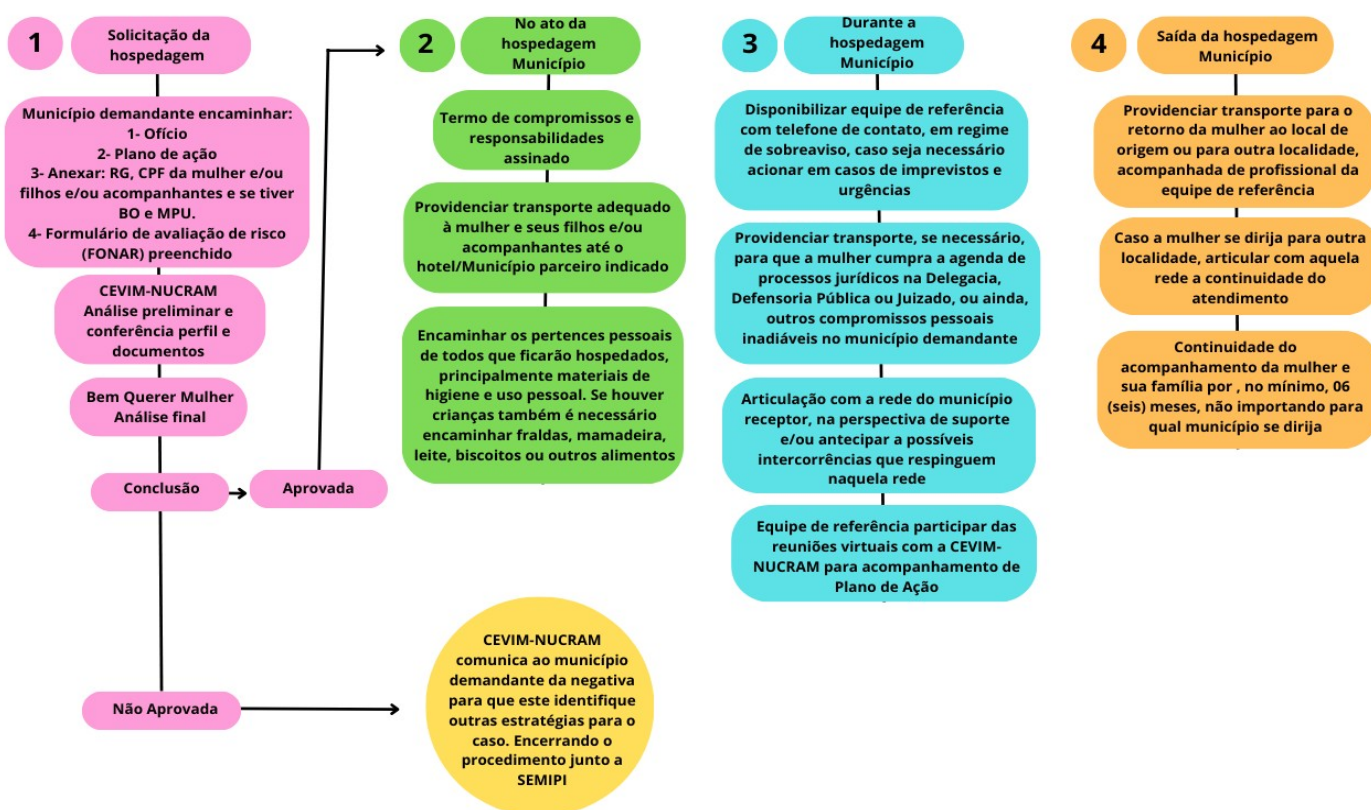 1
Solicitação da
hospedagem
Município demandante encaminhar:
1- Ofício
2- Plano de ação
3- Anexar: RG, CPF da mulher e/ou
filhos e/ou acompanhantes e se tiver
BO e MPU.
4- Formulário de avaliação de risco
(FONAR) preenchido
CEVIM-NUCRAM
Análise preliminar e
conferência perfil e
documentos
Bem Querer Mulher
Análise final
Conclusão
Aprovada
Não Aprovada
CEVIM-NUCRAM
comunica ao município
demandante da negativa
para que este identifique
outras estratégias para o
caso. Encerrando o
procedimento junto a
SEMIPI
2
No ato da
hospedagem
Município
Termo de compromissos e
responsabilidades
assinado
Providenciar transporte adequado
à mulher e seus filhos e/ou
acompanhantes até o
hotel/Município parceiro indicado
Encaminhar os pertences pessoais
de todos que ficarão hospedados,
principalmente materiais de
higiene e uso pessoal. Se houver
crianças também é necessário
encaminhar fraldas, mamadeira,
leite, biscoitos ou outros alimentos
3
Durante a
hospedagem
Município
Disponibilizar equipe de referência
com telefone de contato, em regime
de sobreaviso, caso seja necessário
acionar em casos de imprevistos e
urgências
Providenciar transporte, se necessário,
para que a mulher cumpra a agenda de
processos jurídicos na Delegacia,
Defensoria Pública ou Juizado, ou ainda,
outros compromissos pessoais
inadiáveis no município demandante
Articulação com a rede do município
receptor, na perspectiva de suporte
e/ou antecipar a possíveis
intercorrências que respinguem
naquela rede
Equipe de referência participar das
reuniões virtuais com a CEVIM-
NUCRAM para acompanhamento de
Plano de Ação
4
Saída da hospedagem
Município
Providenciar transporte para o
retorno da mulher ao local de
origem ou para outra localidade,
acompanhada de profissional da
equipe de referência
Caso a mulher se dirija para outra
localidade, articular com aquela
rede a continuidade do
atendimento
Continuidade do
acompanhamento da mulher e
sua família por , no mínimo, 06
(seis) meses, não importando para
qual município se dirija